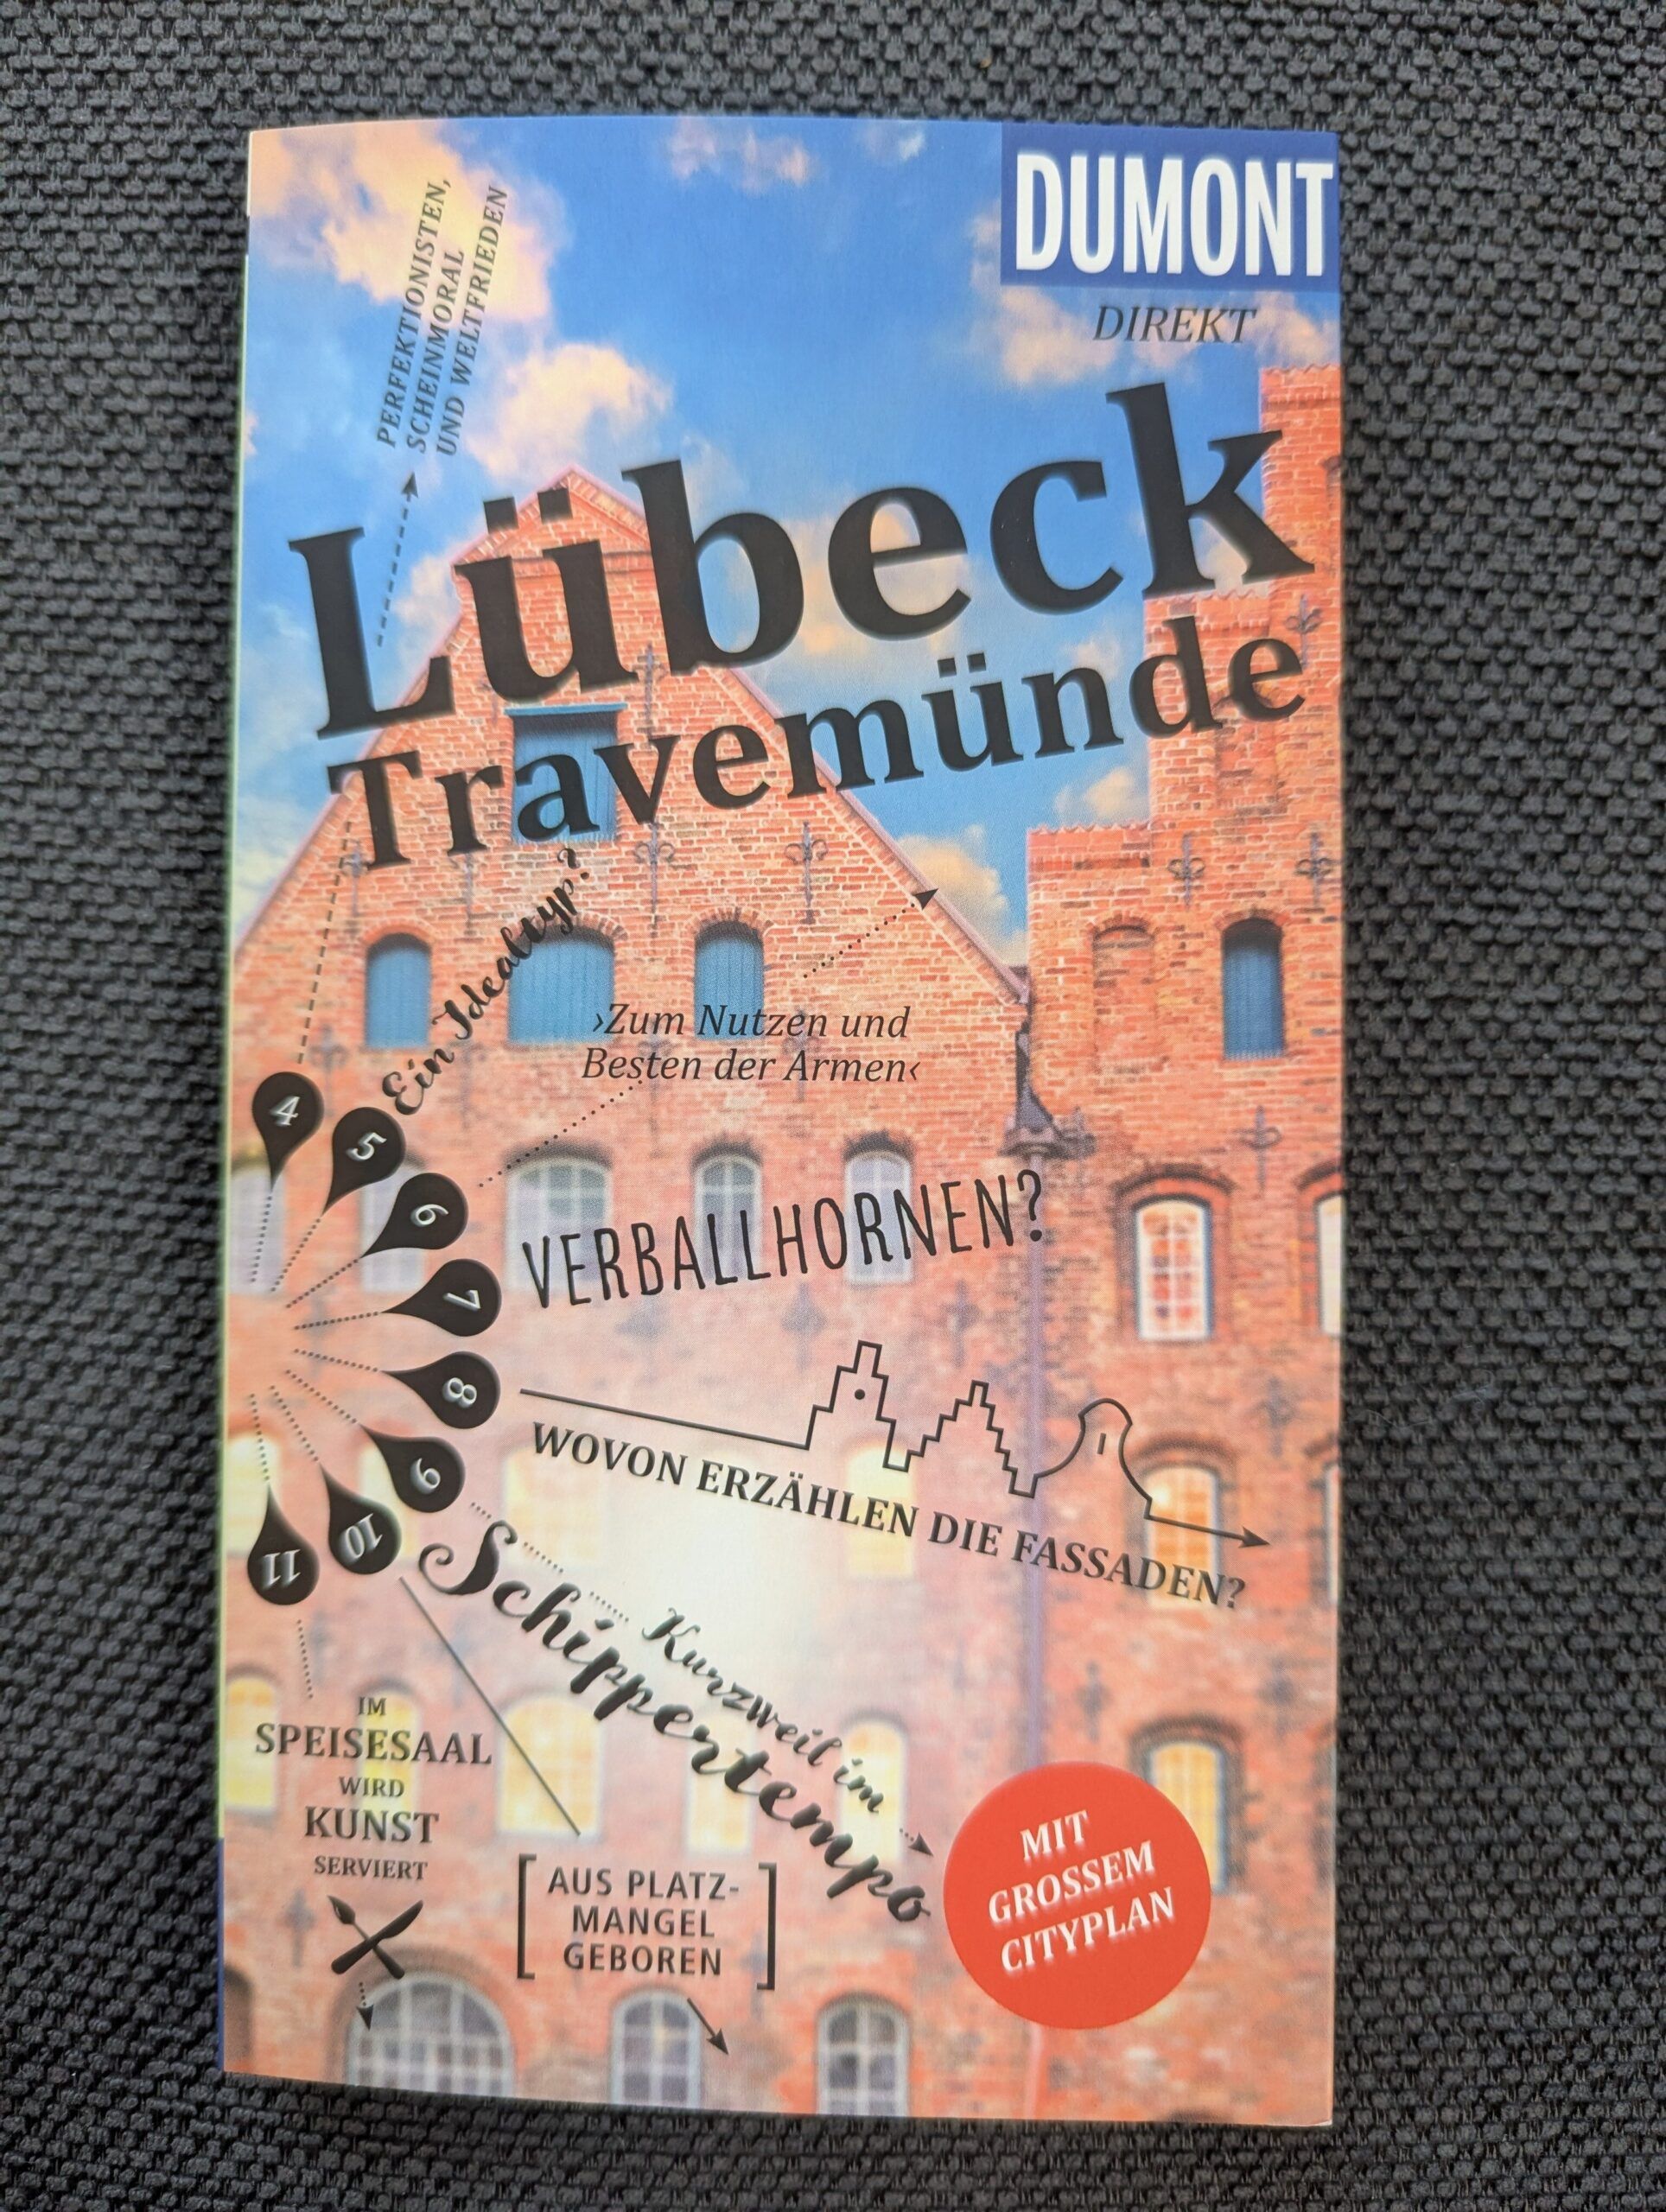 DUMONT
DIREKT
PERFEKTIONISTEN,
SCHEINMORAL
UND WELTFRIEDEN
Lübeck
Travemünde
Ein Idealtyp?
›Zum Nutzen und
Besten der Armen‹
4
5
6
7
8
9
10
11
VERBALLHORNEN?
WOVON ERZÄHLEN DIE FASSADEN?
Kurzweil im
Schippertempo
IM
SPEISESAAL
WIRD
KUNST
SERVIERT
AUS PLATZ-
MANGEL
GEBOREN
MIT
GROSSEM
CITYPLAN